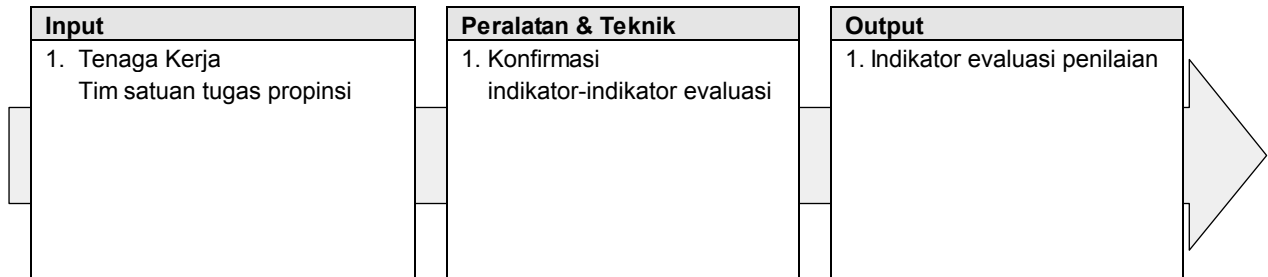 Input
1. Tenaga Kerja
Tim satuan tugas propinsi
Peralatan & Teknik
1. Konfirmasi
indikator-indikator evaluasi
Output
1. Indikator evaluasi penilaian